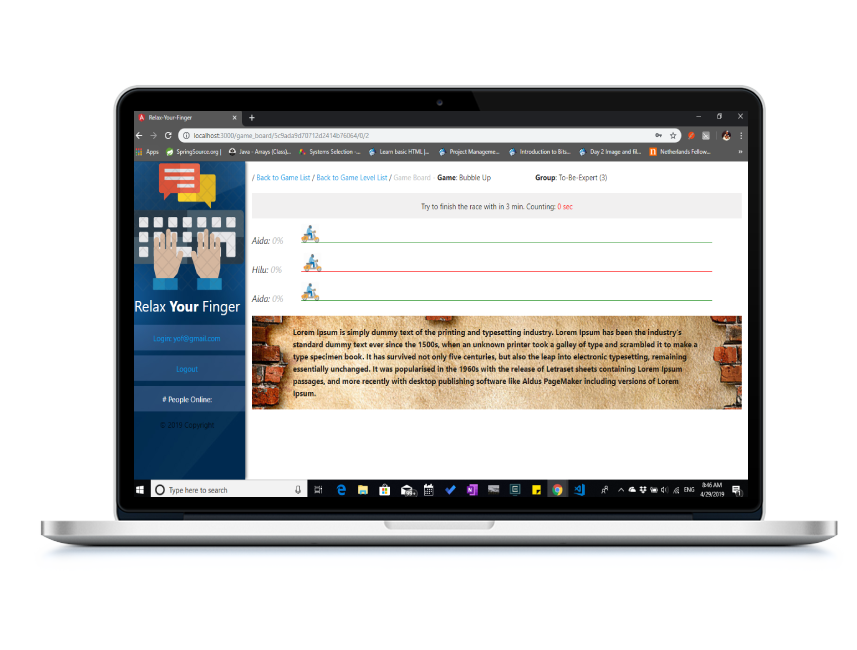 Relax-Your-Finger
localhost:3000/game_board/5c9ada9d70712d2414b76064/0/2
Apps SpringSource.org | Java - Arrays (Class)... Systems Selection -... Learn basic HTML |... Project Manageme... Introduction to Bits... Day 2 Image and fil... Netherlands Fellow... »
/ Back to Game List / Back to Game Level List / Game Board Game: Bubble Up Group: To-Be-Expert (3)
Try to finish the race with in 3 min. Counting: 0 sec
Aida: 0%
Hilu: 0%
Aida: 0%
Relax Your Finger
Logout
# People Online:
© 2019 Copyright
Lorem Ipsum is simply dummy text of the printing and typesetting industry. Lorem Ipsum has been the industry's
standard dummy text ever since the 1500s, when an unknown printer took a galley of type and scrambled it to make a
type specimen book. It has survived not only five centuries, but also the leap into electronic typesetting, remaining
essentially unchanged. It was popularised in the 1960s with the release of Letraset sheets containing Lorem Ipsum
passages, and more recently with desktop publishing software like Aldus PageMaker including versions of Lorem
Ipsum.
Type here to search
99+
ENG
8:46 AM
4/29/2019